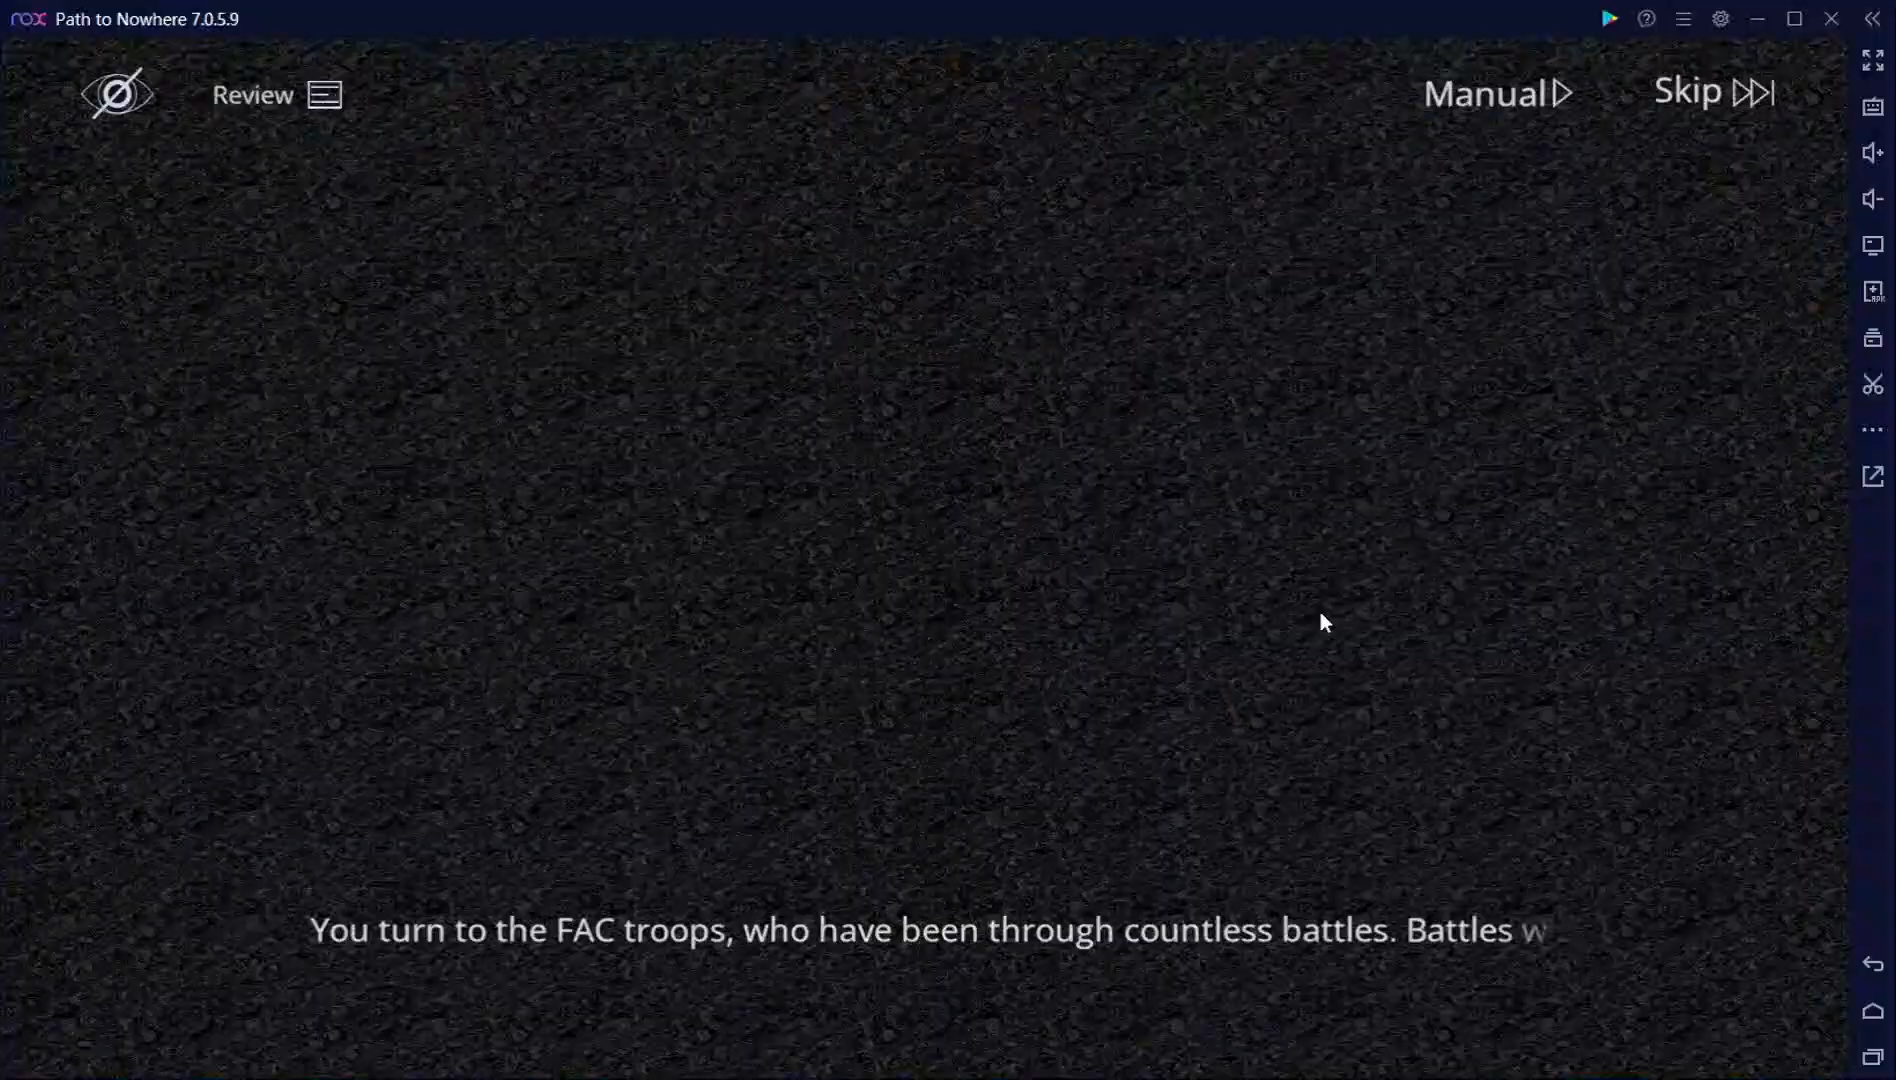 nox Path to Nowhere 7.0.5.9
Review
Manual
Skip
You turn to the FAC troops, who have been through countless battles. Battles w